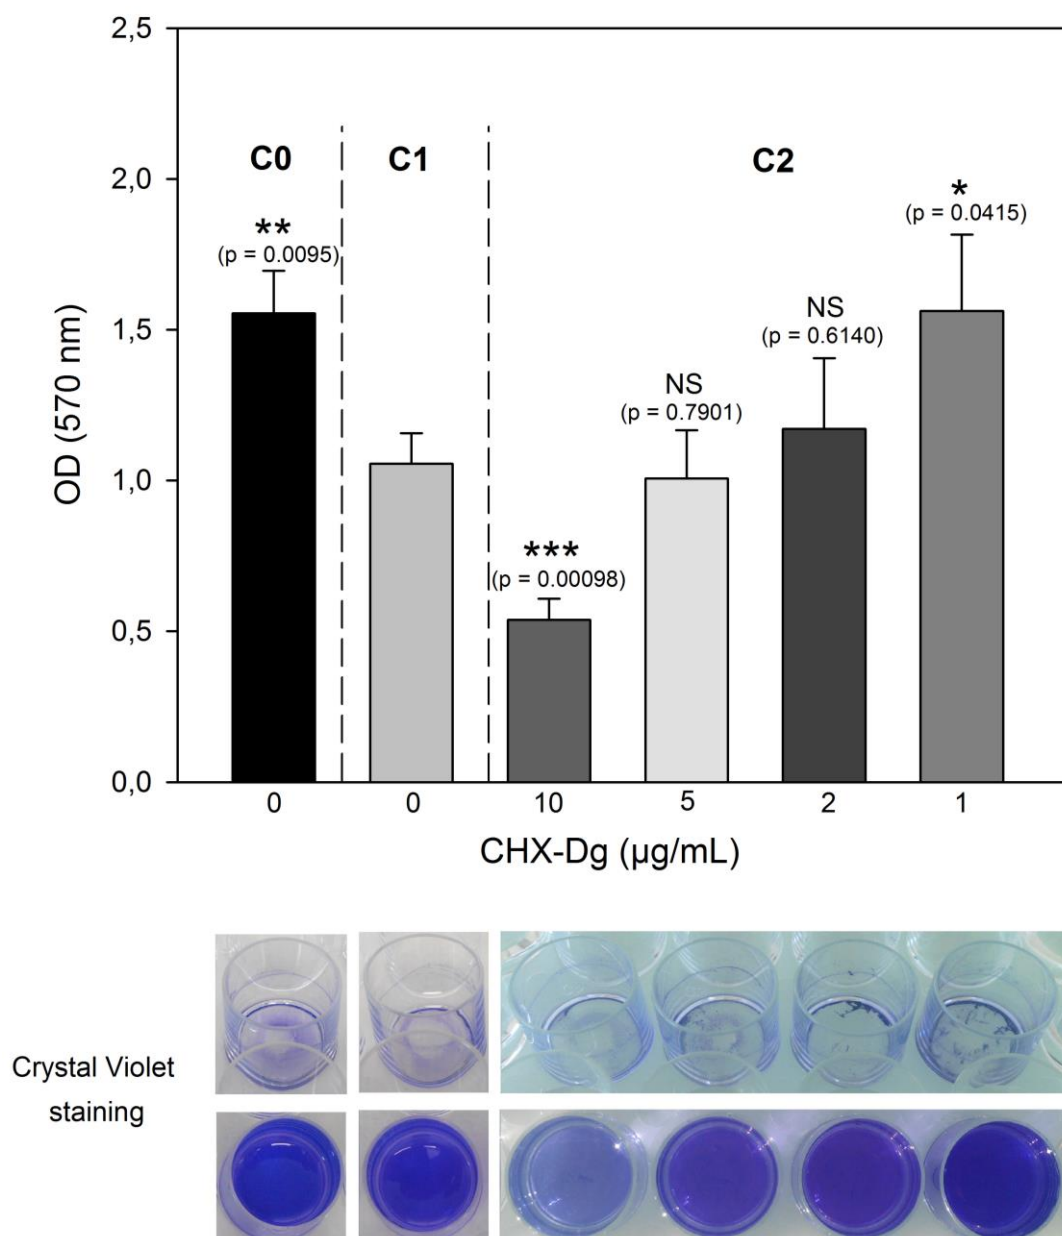 2,5
2,0
1,5
1,0
0,5
0,0
OD (570 nm)
C0
C1
C2
**
(p = 0.0095)
***
(p = 0.00098)
NS
(p = 0.7901)
NS
(p = 0.6140)
*
(p = 0.0415)
0
0
10
5
2
1
CHX-Dg (µg/mL)
Crystal Violet
staining